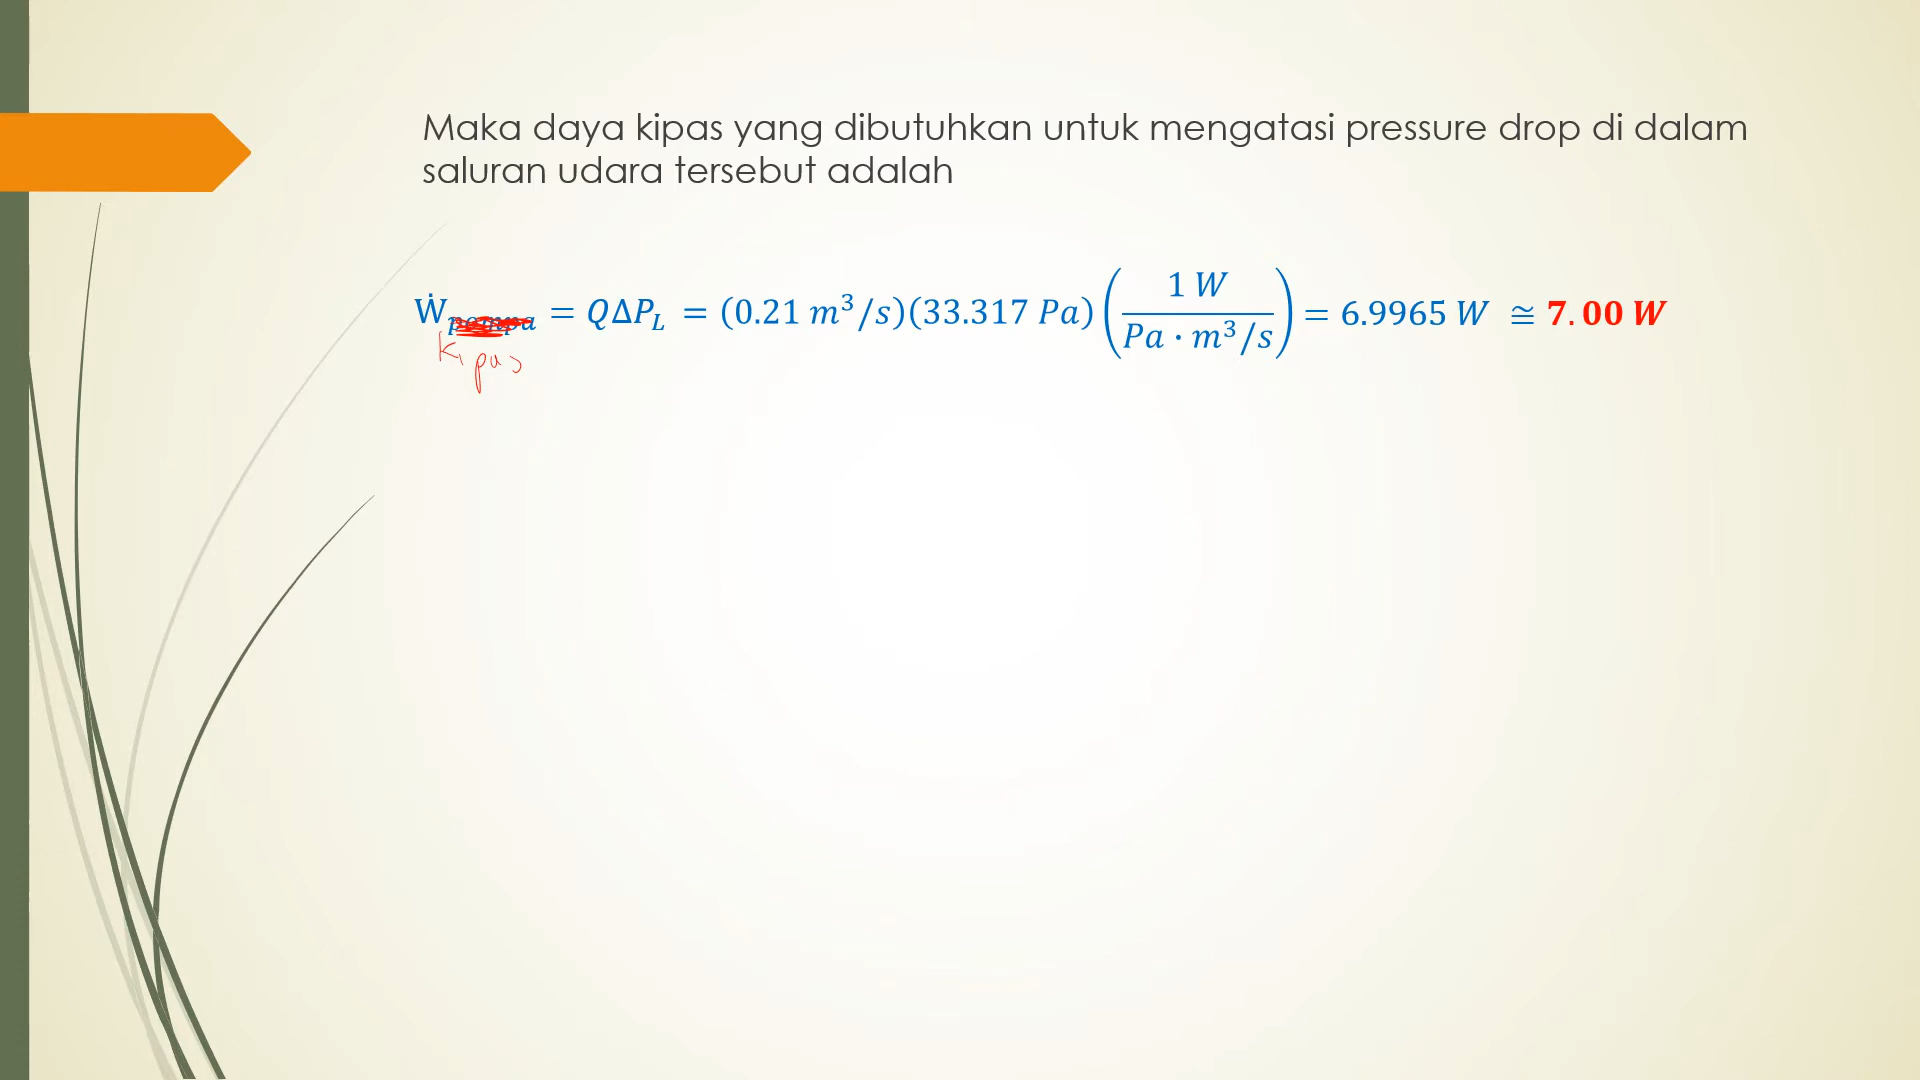 Maka daya kipas yang dibutuhkan untuk mengatasi pressure drop di dalam
saluran udara tersebut adalah
Ẇ_pompa = QΔP_L = (0.21 m³/s)(33.317 Pa)(1 W / Pa · m³/s) = 6.9965 W ≅ 7.00 W
Kipas